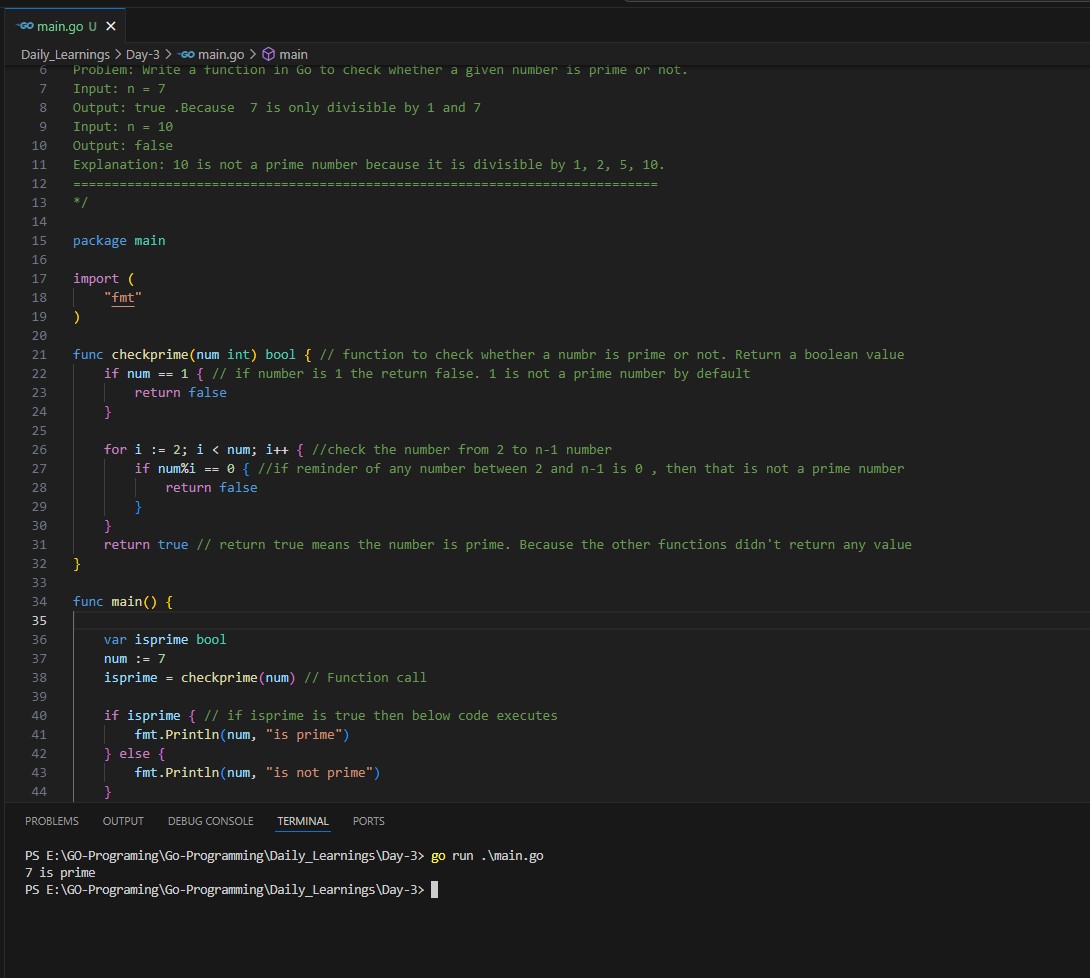 main.go U
Daily_Learnings > Day-3 > main.go > main
6 Problem: Write a function in Go to check whether a given number is prime or not.
7 Input: n = 7
8 Output: true .Because  7 is only divisible by 1 and 7
9 Input: n = 10
10 Output: false
11 Explanation: 10 is not a prime number because it is divisible by 1, 2, 5, 10.
12 ============================================================================
13 */
14
15 package main
16
17 import (
18     "fmt"
19 )
20
21 func checkprime(num int) bool { // function to check whether a numbr is prime or not. Return a boolean value
22     if num == 1 { // if number is 1 the return false. 1 is not a prime number by default
23         return false
24     }
25
26     for i := 2; i < num; i++ { //check the number from 2 to n-1 number
27         if num%i == 0 { //if reminder of any number between 2 and n-1 is 0 , then that is not a prime number
28             return false
29         }
30     }
31     return true // return true means the number is prime. Because the other functions didn't return any value
32 }
33
34 func main() {
35
36     var isprime bool
37     num := 7
38     isprime = checkprime(num) // Function call
39
40     if isprime { // if isprime is true then below code executes
41         fmt.Println(num, "is prime")
42     } else {
43         fmt.Println(num, "is not prime")
44     }
PROBLEMS OUTPUT DEBUG CONSOLE TERMINAL PORTS
PS E:\GO-Programing\Go-Programming\Daily_Learnings\Day-3> go run .\main.go
7 is prime
PS E:\GO-Programing\Go-Programming\Daily_Learnings\Day-3>